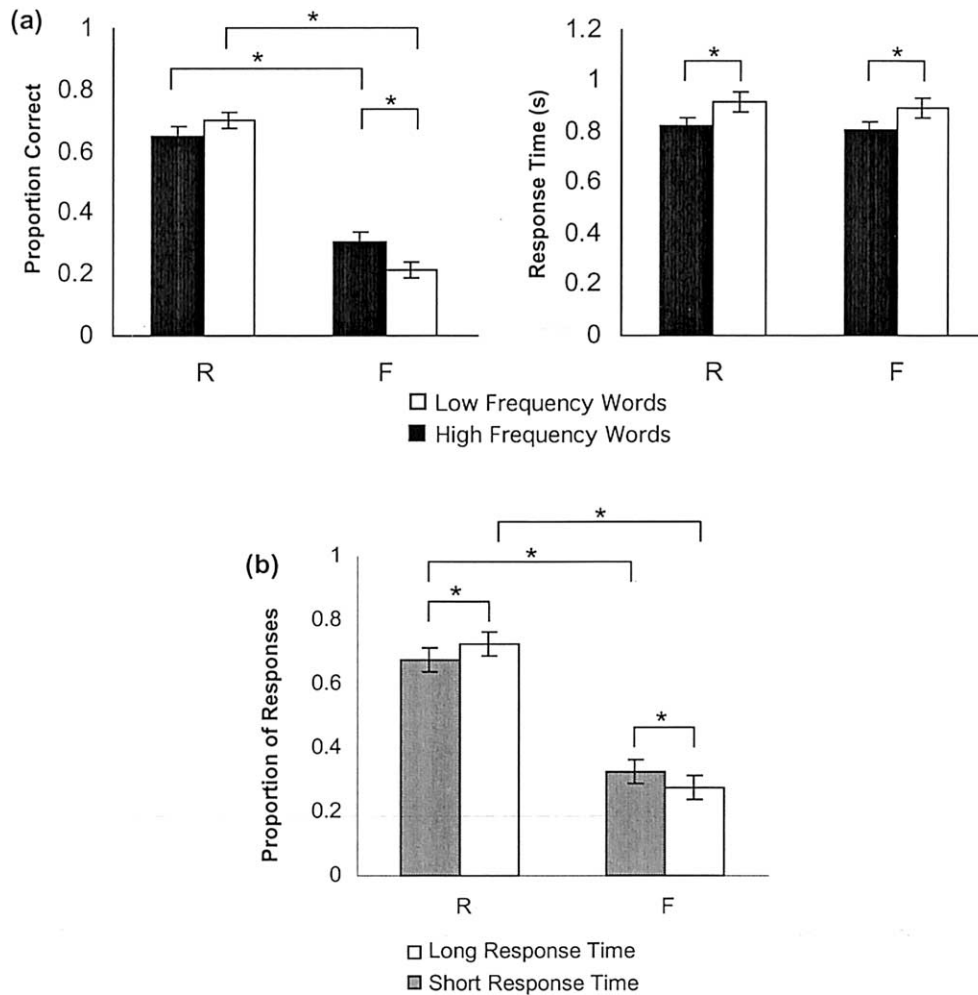 (a)
*
*
*
1
0.8
0.6
0.4
0.2
0
Proportion Correct
R
F
*
*
1.2
1
0.8
0.6
0.4
0.2
0
Response Time (s)
R
F
Low Frequency Words
High Frequency Words
(b)
*
*
*
*
1
0.8
0.6
0.4
0.2
0
Proportion of Responses
R
F
Long Response Time
Short Response Time